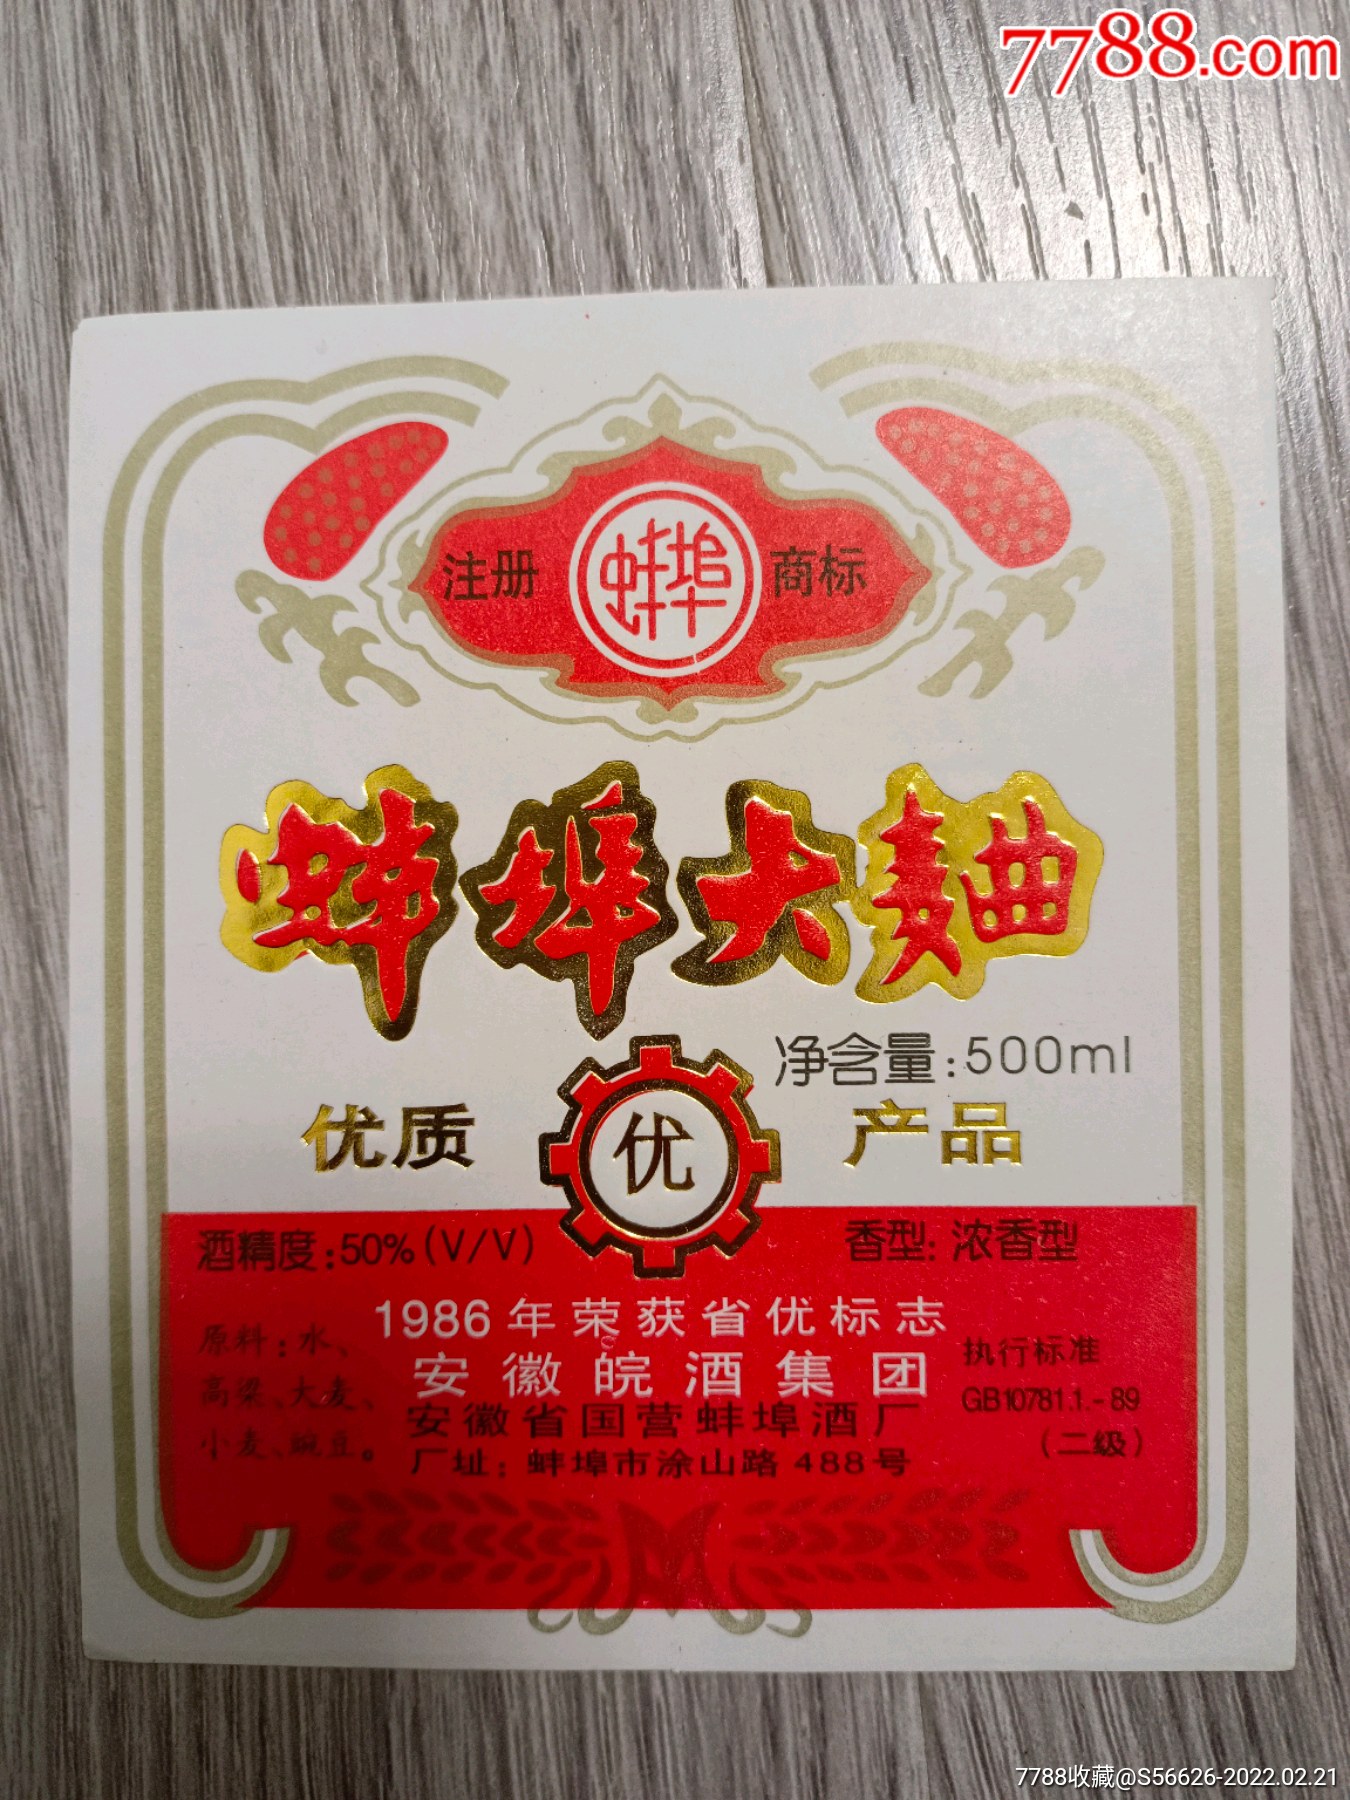 7788.com
注册 蚌埠 商标
蚌埠大麯
净含量:500ml
优质 优 产品
酒精度:50%(V/V) 香型:浓香型
1986年荣获省优标志
安徽皖酒集团
安徽省国营蚌埠酒厂
厂址:蚌埠市涂山路488号
原料:水、
高粱、大麦、
小麦、豌豆。
执行标准
GB10781.1.-89
(二级)
7788收藏@S56626-2022.02.21